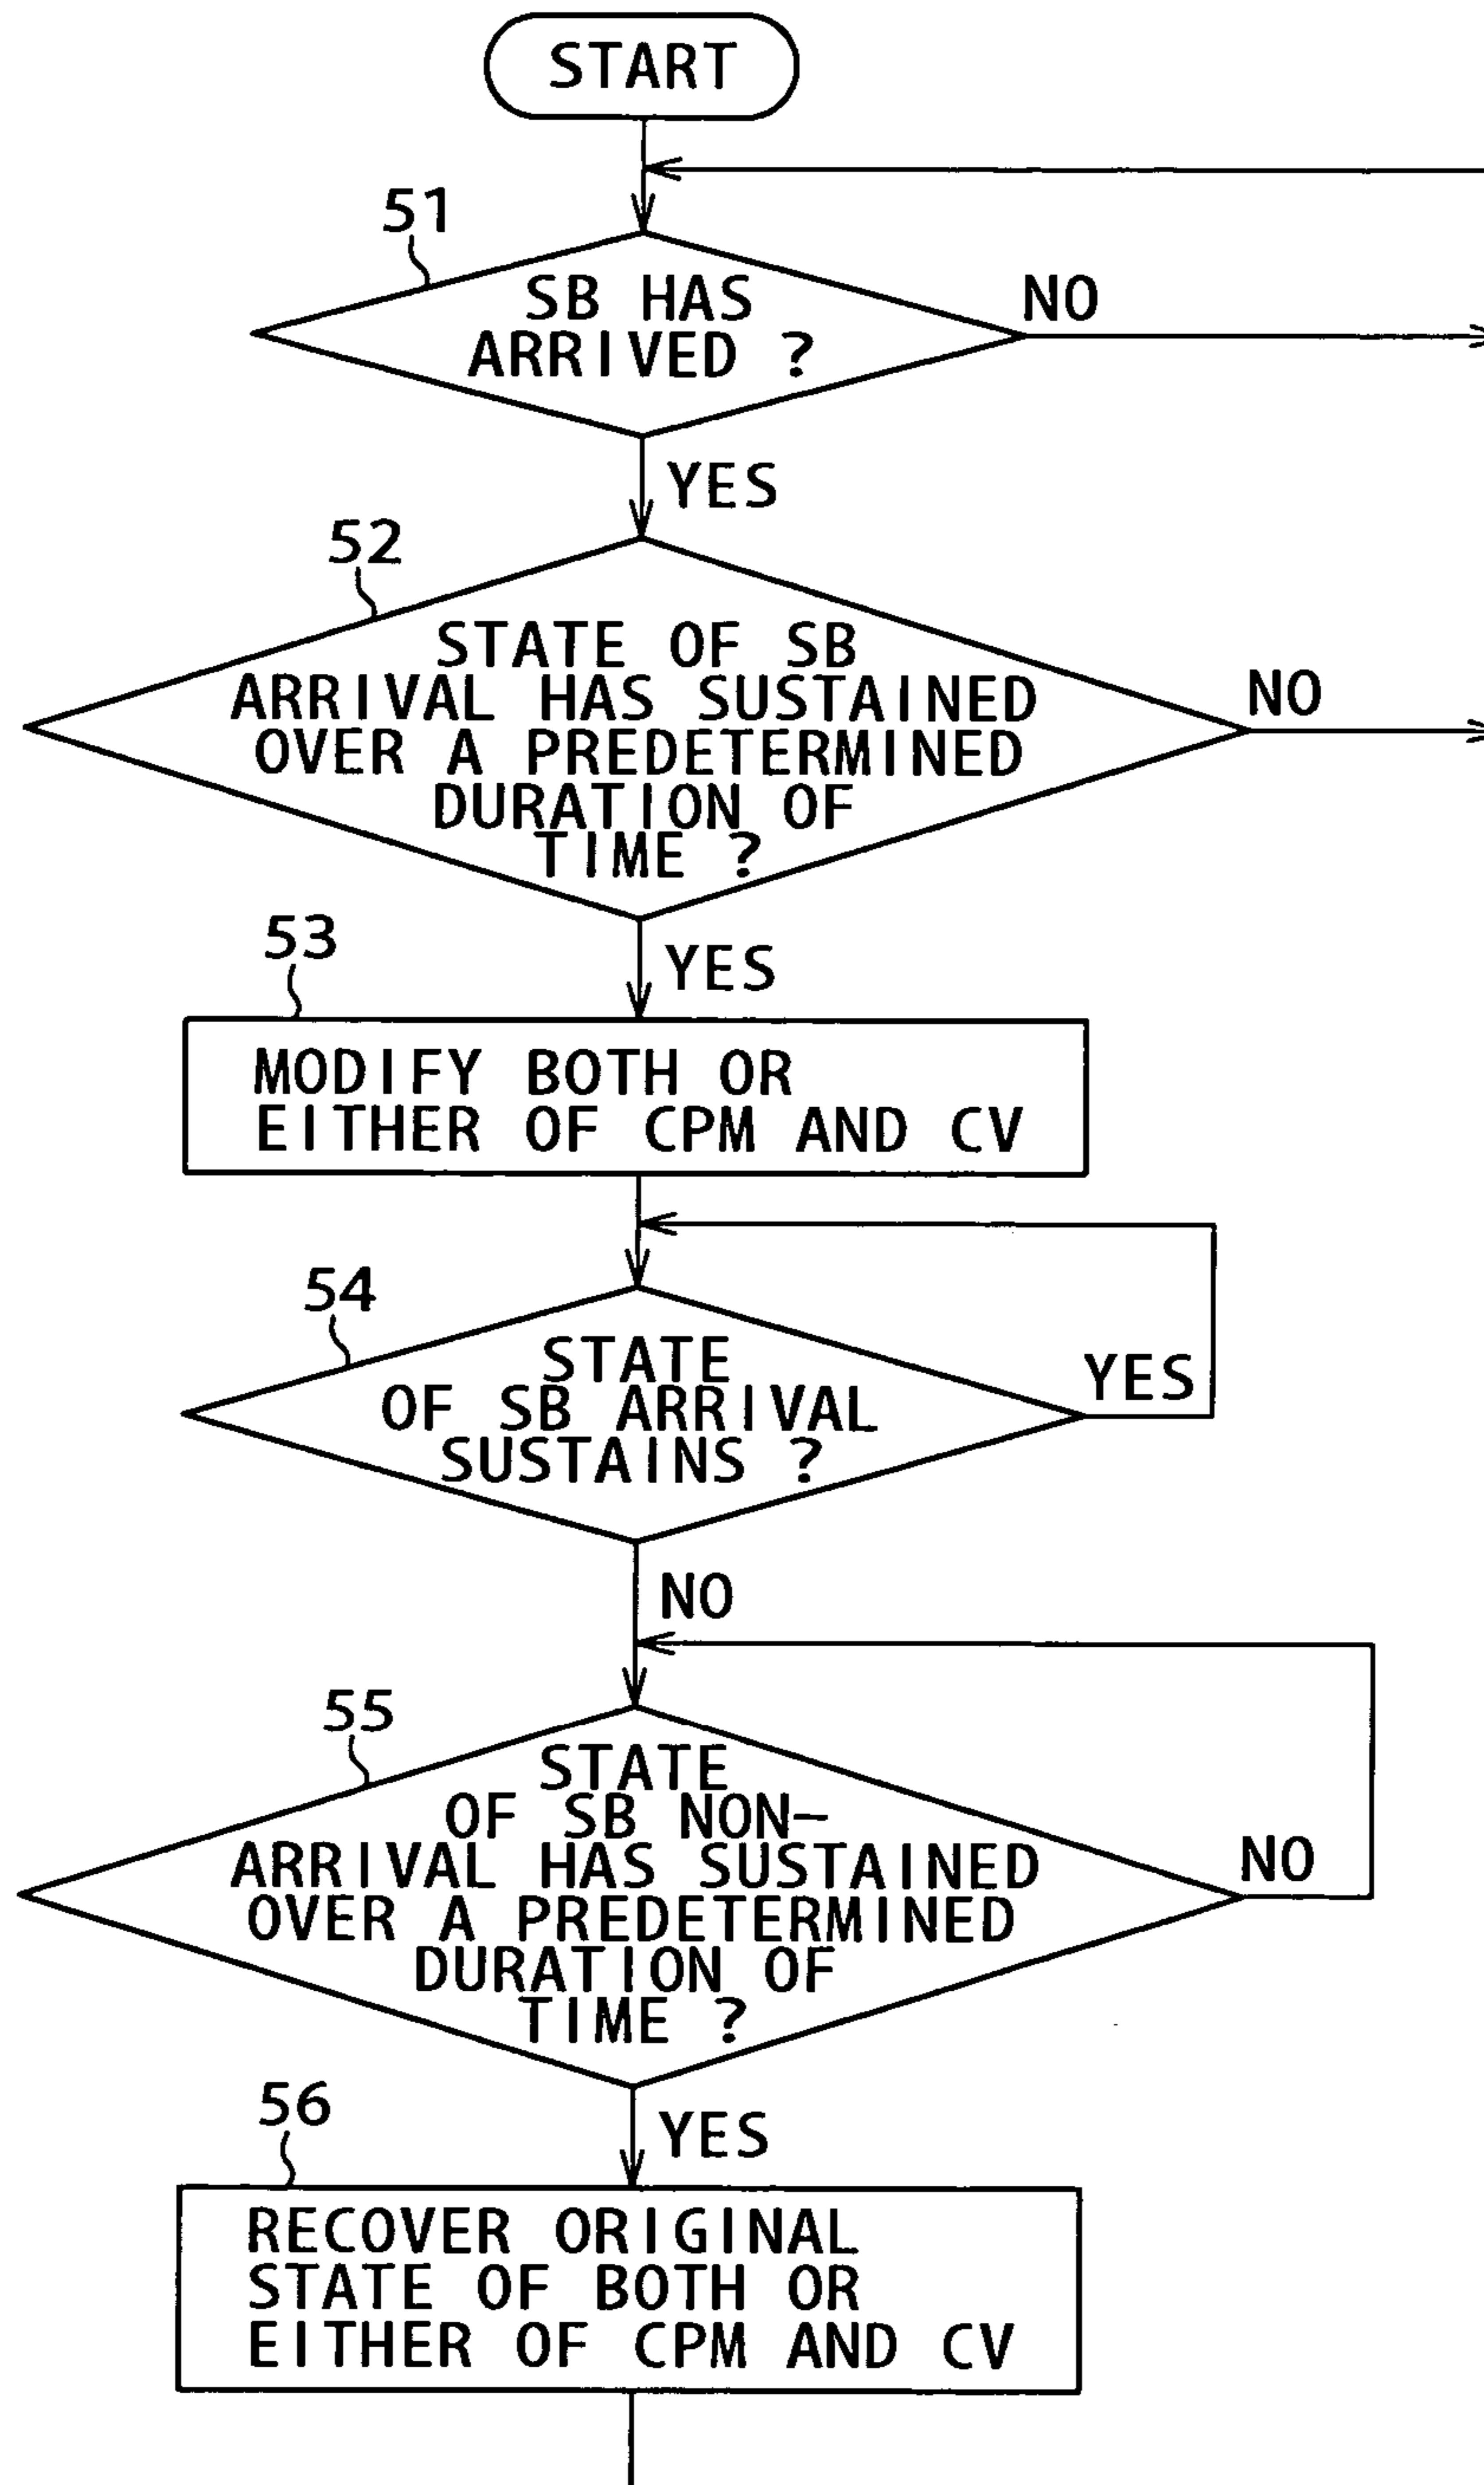 START
51
SB HAS
ARRIVED ?
NO
YES
52
STATE OF SB
ARRIVAL HAS SUSTAINED
OVER A PREDETERMINED
DURATION OF
TIME ?
NO
YES
53
MODIFY BOTH OR
EITHER OF CPM AND CV
54
STATE
OF SB ARRIVAL
SUSTAINS ?
YES
NO
55
STATE
OF SB NON-
ARRIVAL HAS SUSTAINED
OVER A PREDETERMINED
DURATION OF
TIME ?
NO
YES
56
RECOVER ORIGINAL
STATE OF BOTH OR
EITHER OF CPM AND CV